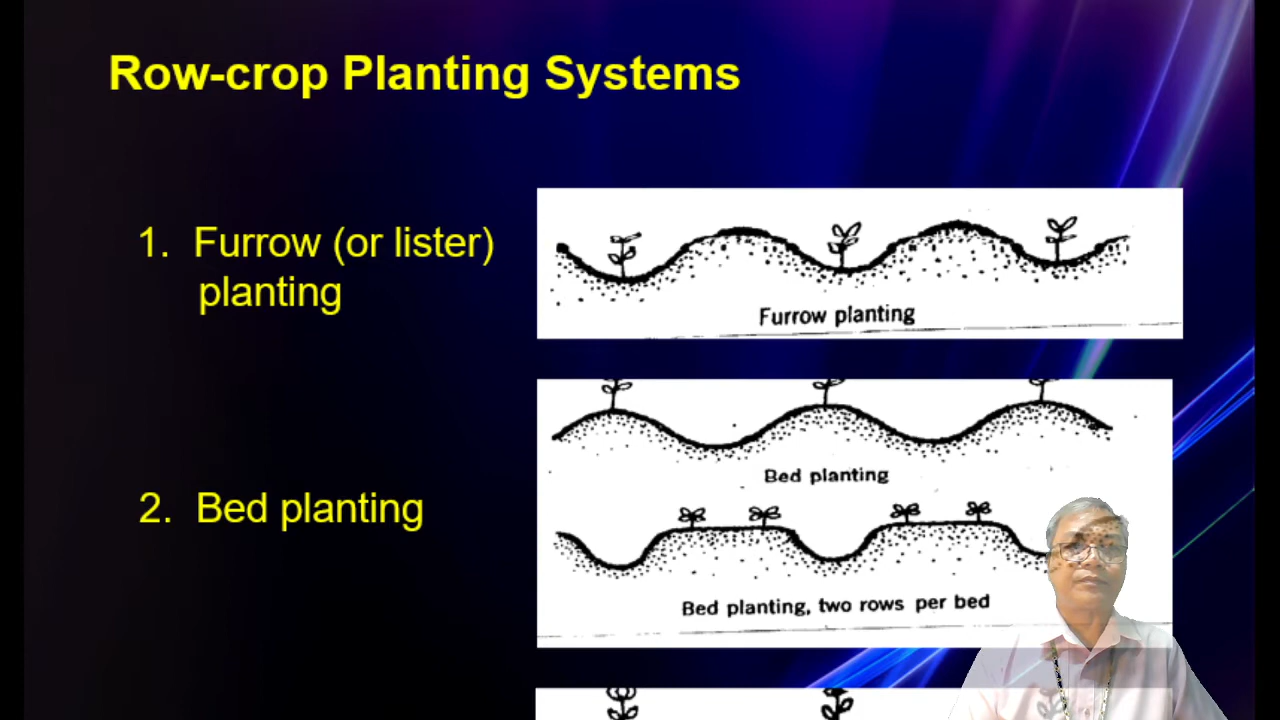 Row-crop Planting Systems
1. Furrow (or lister)
planting
Furrow planting
Bed planting
2. Bed planting
Bed planting, two rows per bed